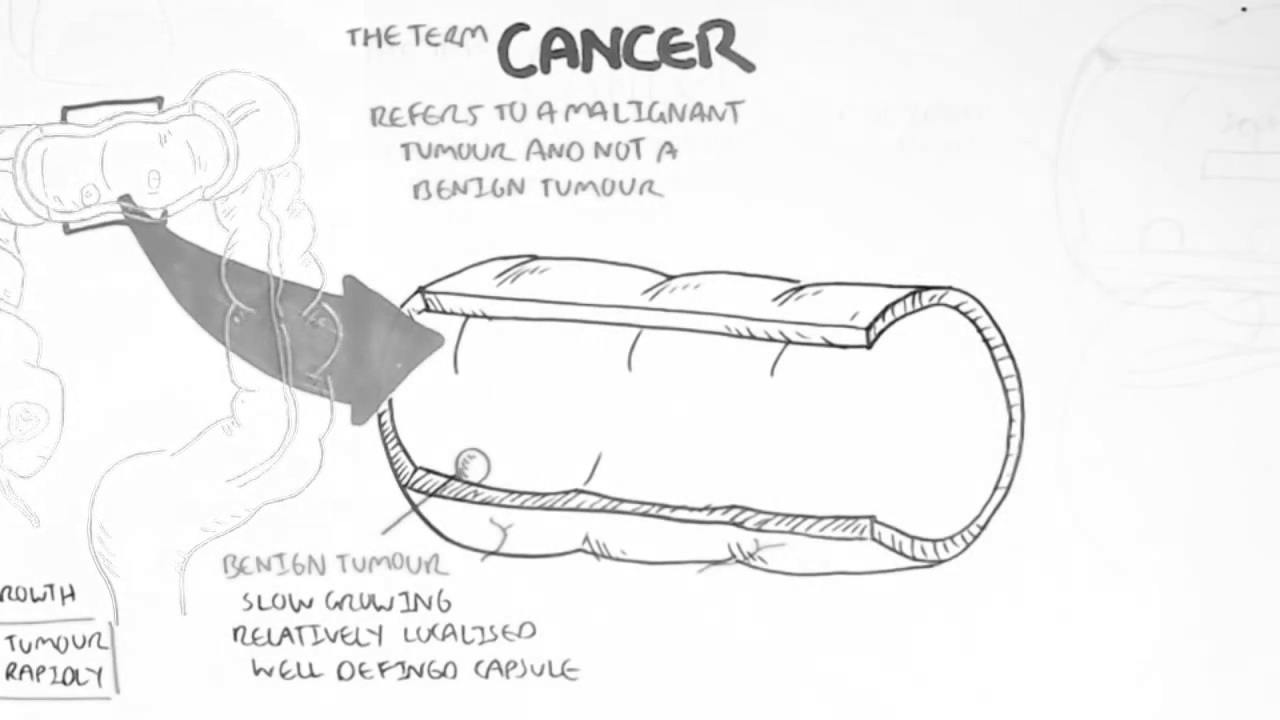 THE TERM CANCER
REFERS TO A MALIGNANT
TUMOUR AND NOT A
BENIGN TUMOUR
BENIGN TUMOUR
SLOW GROWING
RELATIVELY LOCALISED
WELL DEFINED CAPSULE
ROWTH
TUMOUR
RAPIDLY